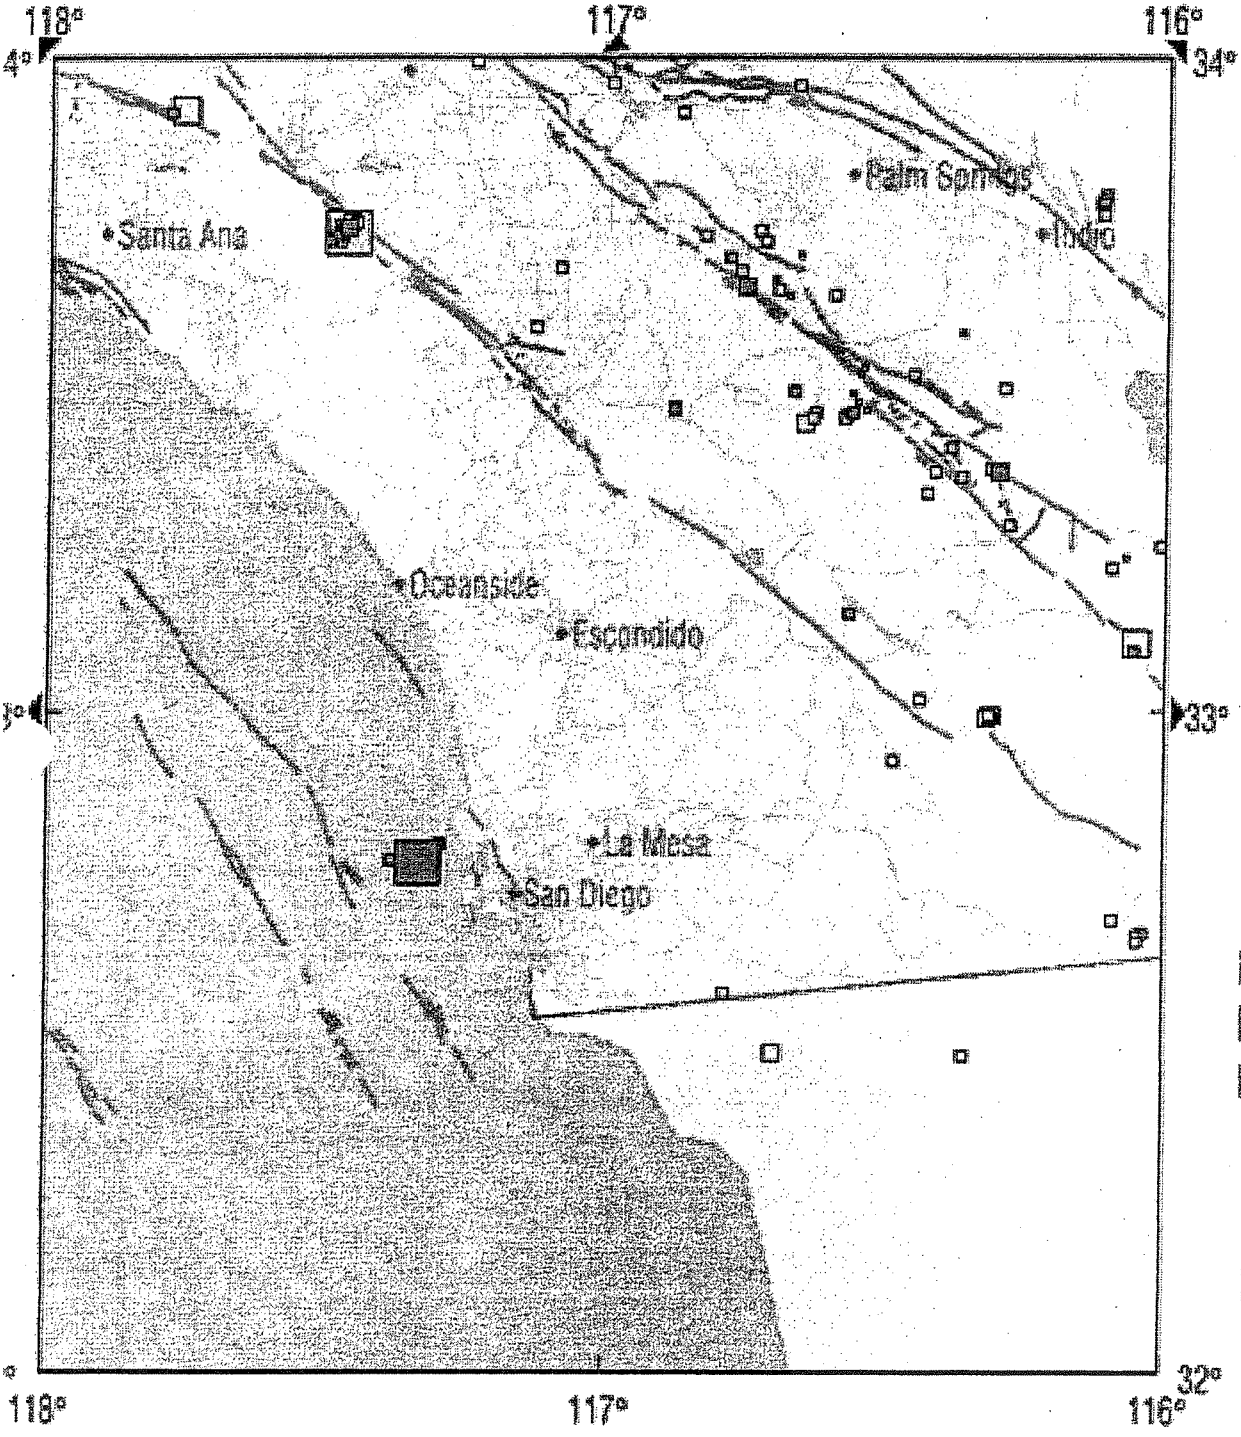 118° 117° 116°
4° 34°
Palm Springs
Santa Ana
Indio
Oceanside
Escondido
33°
La Mesa
San Diego
32°
118° 117° 116°